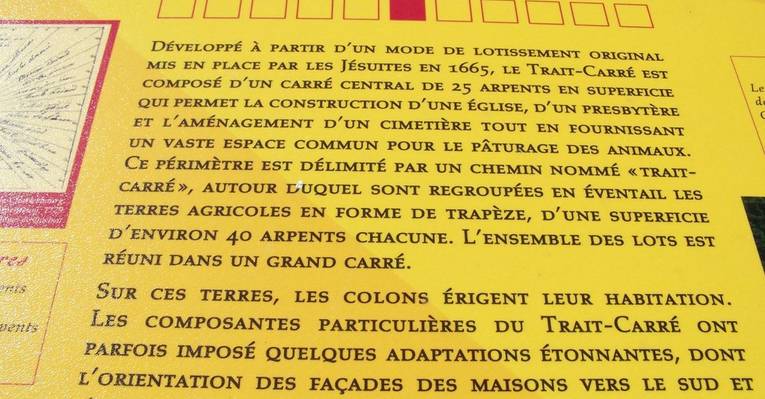 Développé à partir d'un mode de lotissement original
mis en place par les Jésuites en 1665, le Trait-Carré est
composé d'un carré central de 25 arpents en superficie
qui permet la construction d'une église, d'un presbytère
et l'aménagement d'un cimetière tout en fournissant
un vaste espace commun pour le pâturage des animaux.
Ce périmètre est délimité par un chemin nommé «trait-
carré», autour duquel sont regroupées en éventail les
terres agricoles en forme de trapèze, d'une superficie
d'environ 40 arpents chacune. L'ensemble des lots est
réuni dans un grand carré.
Sur ces terres, les colons érigent leur habitation.
Les composantes particulières du Trait-Carré ont
parfois imposé quelques adaptations étonnantes, dont
l'orientation des façades des maisons vers le sud et